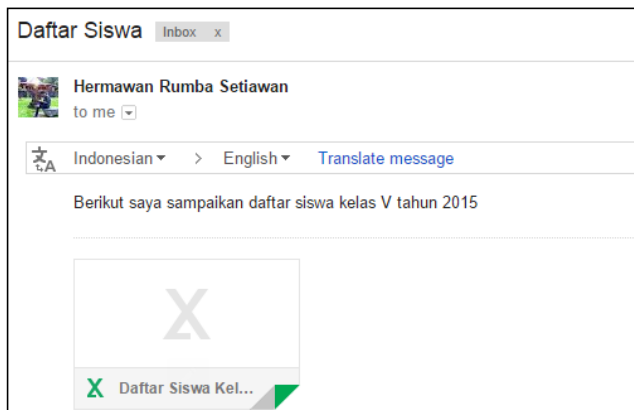 Daftar Siswa Inbox x
Hermawan Rumba Setiawan
to me
Indonesian > English Translate message
Berikut saya sampaikan daftar siswa kelas V tahun 2015
Daftar Siswa Kel...